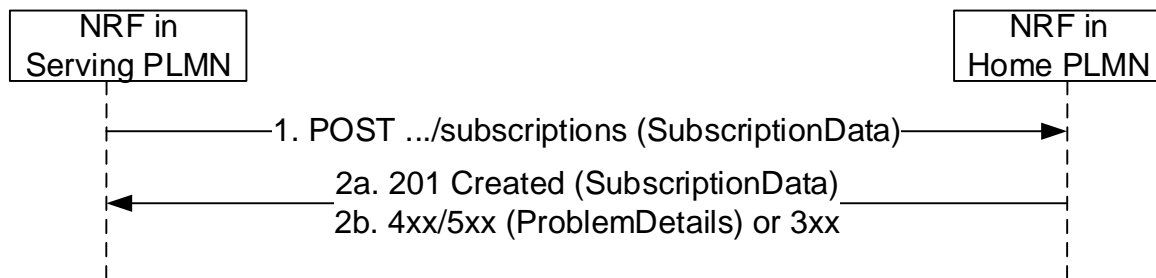 NRF in
Serving PLMN
NRF in
Home PLMN
1. POST .../subscriptions (SubscriptionData)
2a. 201 Created (SubscriptionData)
2b. 4xx/5xx (ProblemDetails) or 3xx